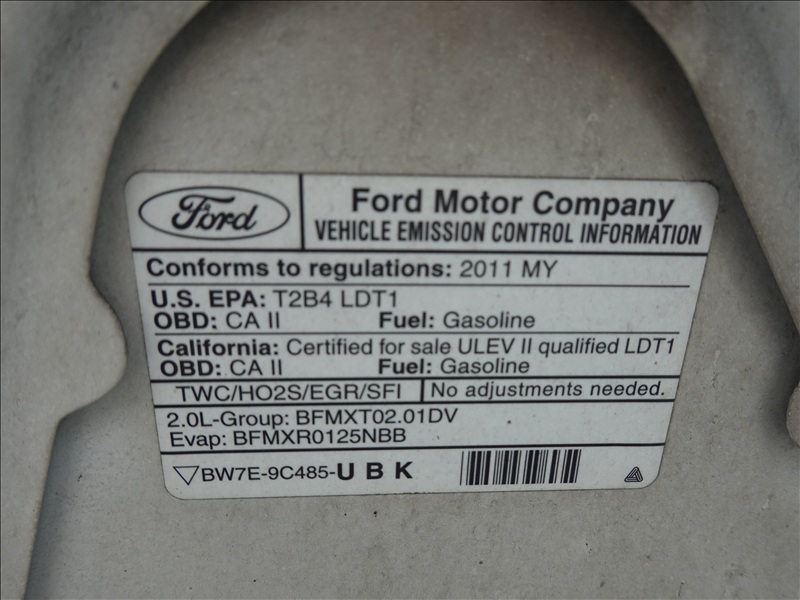 Ford
Ford Motor Company
VEHICLE EMISSION CONTROL INFORMATION
Conforms to regulations: 2011 MY
U.S. EPA: T2B4 LDT1
OBD: CA II Fuel: Gasoline
California: Certified for sale ULEV II qualified LDT1
OBD: CA II Fuel: Gasoline
TWC/HO2S/EGR/SFI No adjustments needed.
2.0L-Group: BFMXT02.01DV
Evap: BFMXR0125NBB
BW7E-9C485-U B K